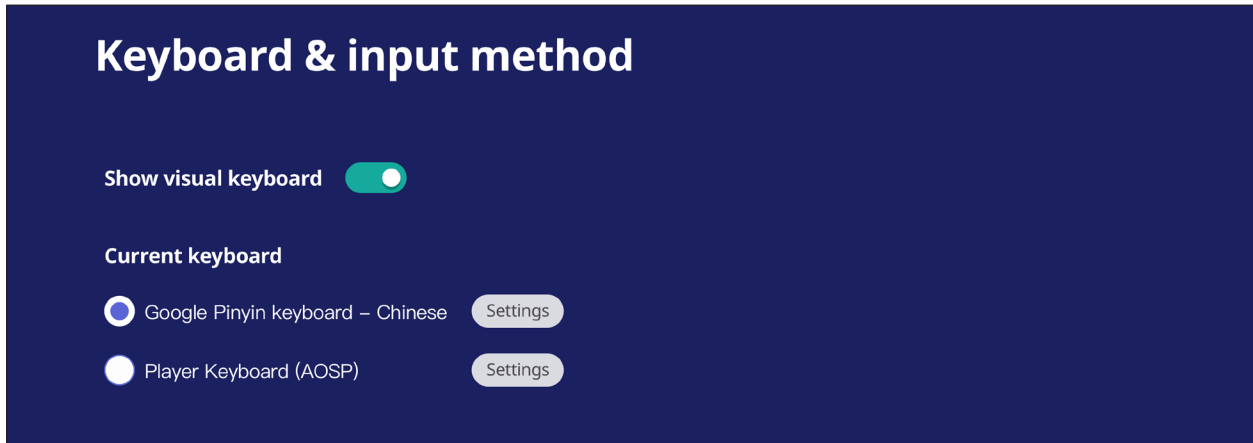 Keyboard & input method
Show visual keyboard
Current keyboard
Google Pinyin keyboard – Chinese Settings
Player Keyboard (AOSP) Settings